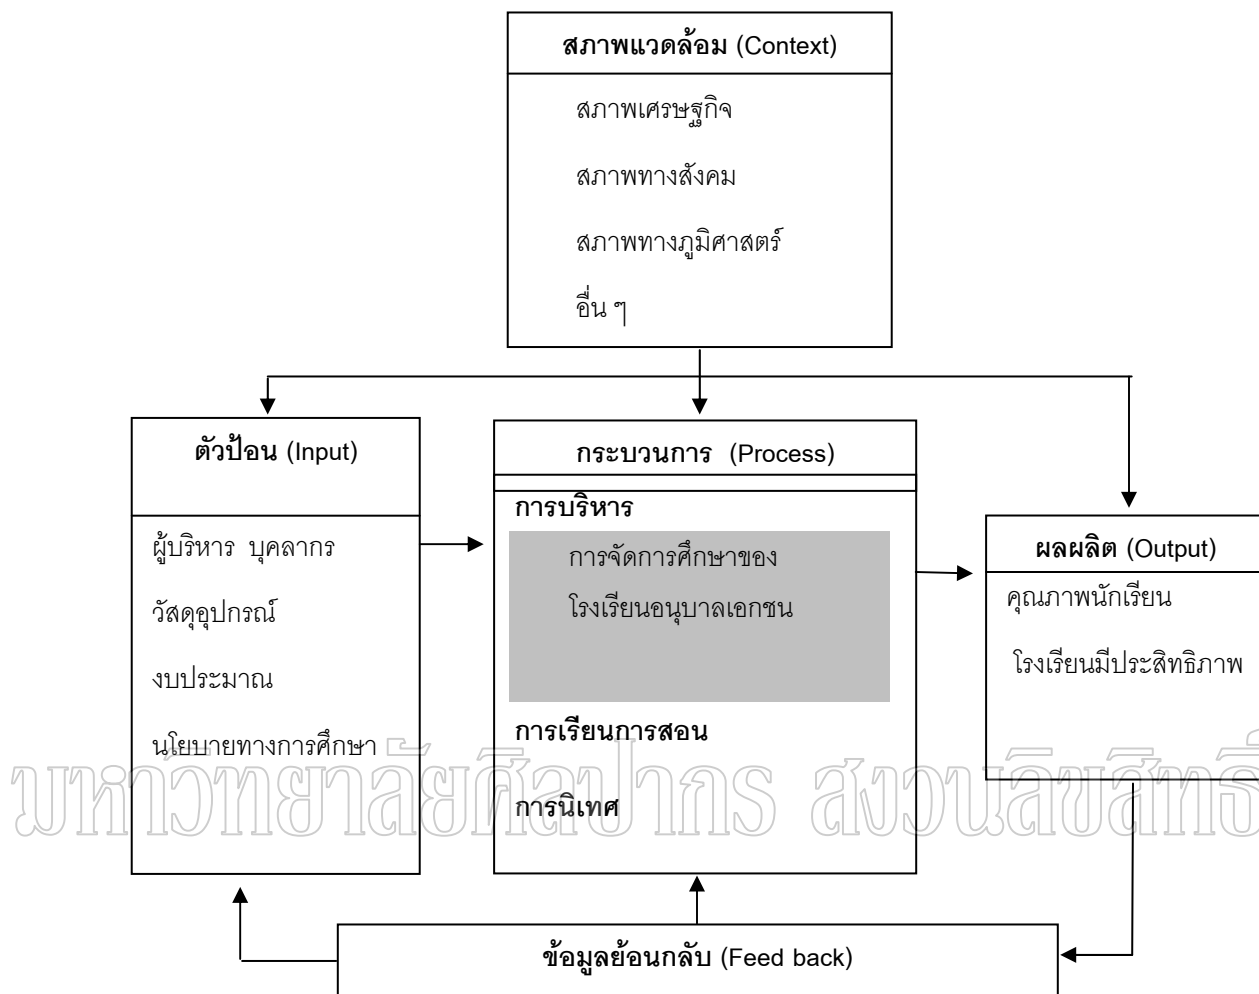 สภาพแวดล้อม (Context)
สภาพเศรษฐกิจ
สภาพทางสังคม
สภาพทางภูมิศาสตร์
อื่น ๆ
ตัวป้อน (Input)
ผู้บริหาร บุคลากร
วัสดุอุปกรณ์
งบประมาณ
นโยบายทางการศึกษา
กระบวนการ (Process)
การบริหาร
การจัดการศึกษาของ
โรงเรียนอนุบาลเอกชน
การเรียนการสอน
การนิเทศ
ผลผลิต (Output)
คุณภาพนักเรียน
โรงเรียนมีประสิทธิภาพ
มหาวิทยาลัยศิลปากร สงวนลิขสิทธิ์
ข้อมูลย้อนกลับ (Feed back)